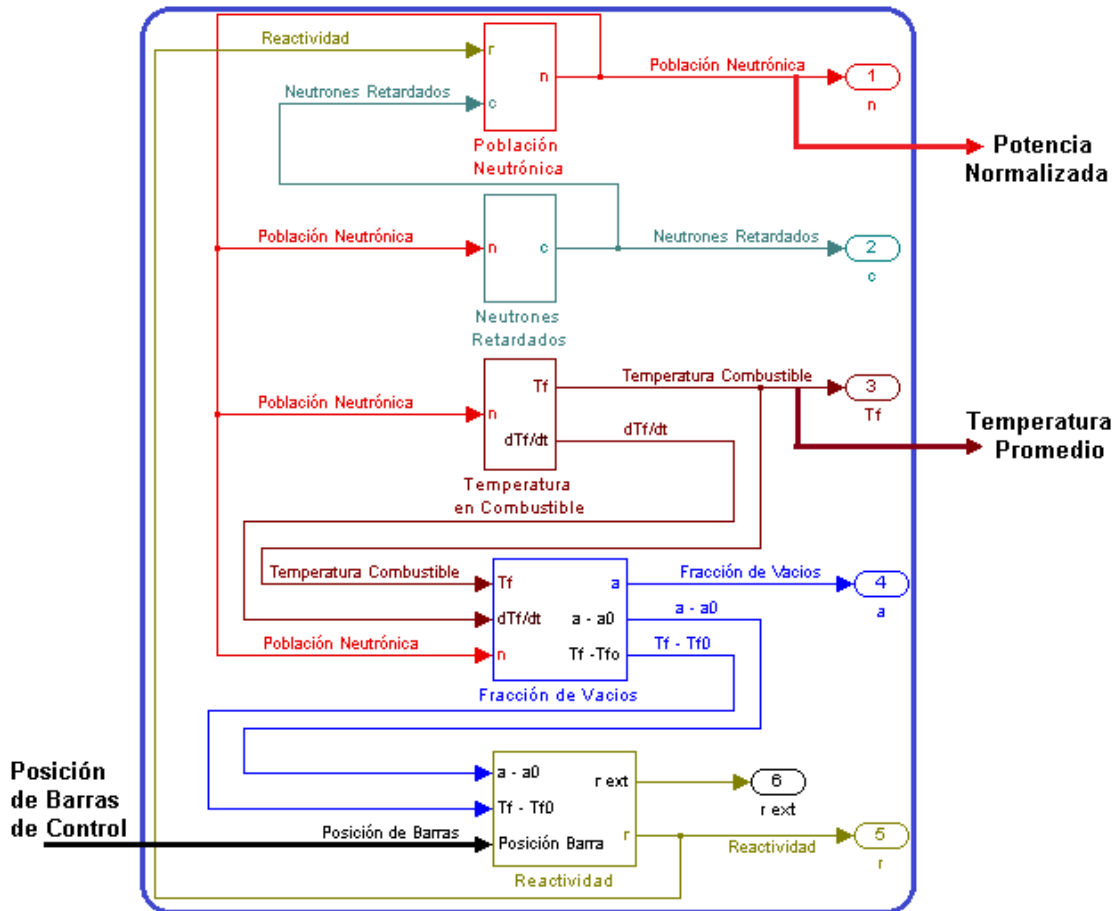 Reactividad
r
n
Población Neutrónica
1
n
Neutrones Retardados
c
Población
Neutrónica
Potencia
Normalizada
Población Neutrónica
n
c
Neutrones Retardados
2
c
Neutrones
Retardados
Tf
Temperatura Combustible
3
Tf
Población Neutrónica
n
dTf/dt
dTf/dt
Temperatura
Promedio
Temperatura
en Combustible
Temperatura Combustible
Tf
a
Fracción de Vacios
4
a
dTf/dt
a - a0
a - a0
Población Neutrónica
n
Tf -Tfo
Tf - Tf0
Fracción de Vacios
Posición
de Barras
de Control
a - a0
r ext
6
r ext
Tf - Tf0
Posición de Barras
Posición Barra
r
Reactividad
5
r
Reactividad